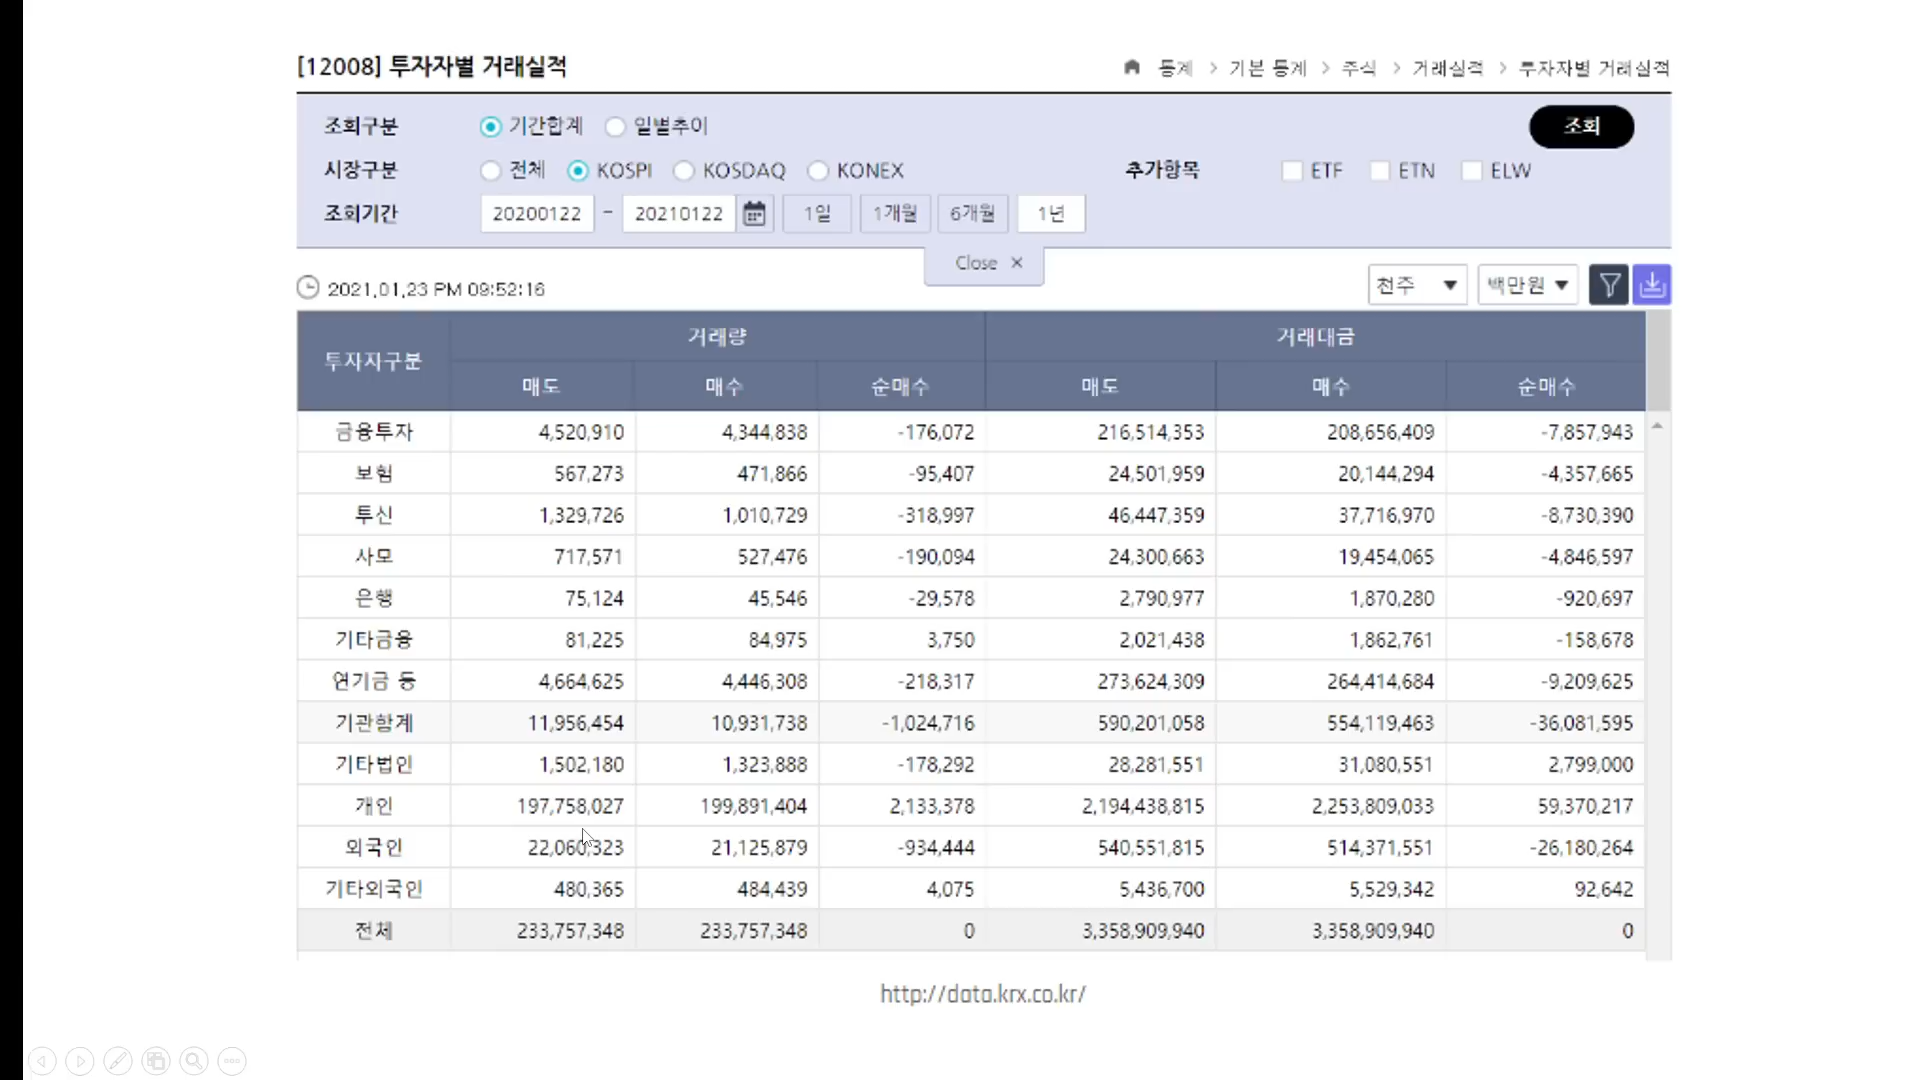 [12008] 투자자별 거래실적
통계 > 기본 통계 > 주식 > 거래실적 > 투자자별 거래실적
조회구분 기간합계 일별추이 조회
시장구분 전체 KOSPI KOSDAQ KONEX 추가항목 ETF ETN ELW
조회기간 20200122 - 20210122 1일 1개월 6개월 1년
Close ×
2021.01.23 PM 09:52:16 천주 백만원
투자자구분 거래량 거래대금
매도 매수 순매수 매도 매수 순매수
금융투자 4,520,910 4,344,838 -176,072 216,514,353 208,656,409 -7,857,943
보험 567,273 471,866 -95,407 24,501,959 20,144,294 -4,357,665
투신 1,329,726 1,010,729 -318,997 46,447,359 37,716,970 -8,730,390
사모 717,571 527,476 -190,094 24,300,663 19,454,065 -4,846,597
은행 75,124 45,546 -29,578 2,790,977 1,870,280 -920,697
기타금융 81,225 84,975 3,750 2,021,438 1,862,761 -158,678
연기금 등 4,664,625 4,446,308 -218,317 273,624,309 264,414,684 -9,209,625
기관합계 11,956,454 10,931,738 -1,024,716 590,201,058 554,119,463 -36,081,595
기타법인 1,502,180 1,323,888 -178,292 28,281,551 31,080,551 2,799,000
개인 197,758,027 199,891,404 2,133,378 2,194,438,815 2,253,809,033 59,370,217
외국인 22,060,323 21,125,879 -934,444 540,551,815 514,371,551 -26,180,264
기타외국인 480,365 484,439 4,075 5,436,700 5,529,342 92,642
전체 233,757,348 233,757,348 0 3,358,909,940 3,358,909,940 0
http://data.krx.co.kr/